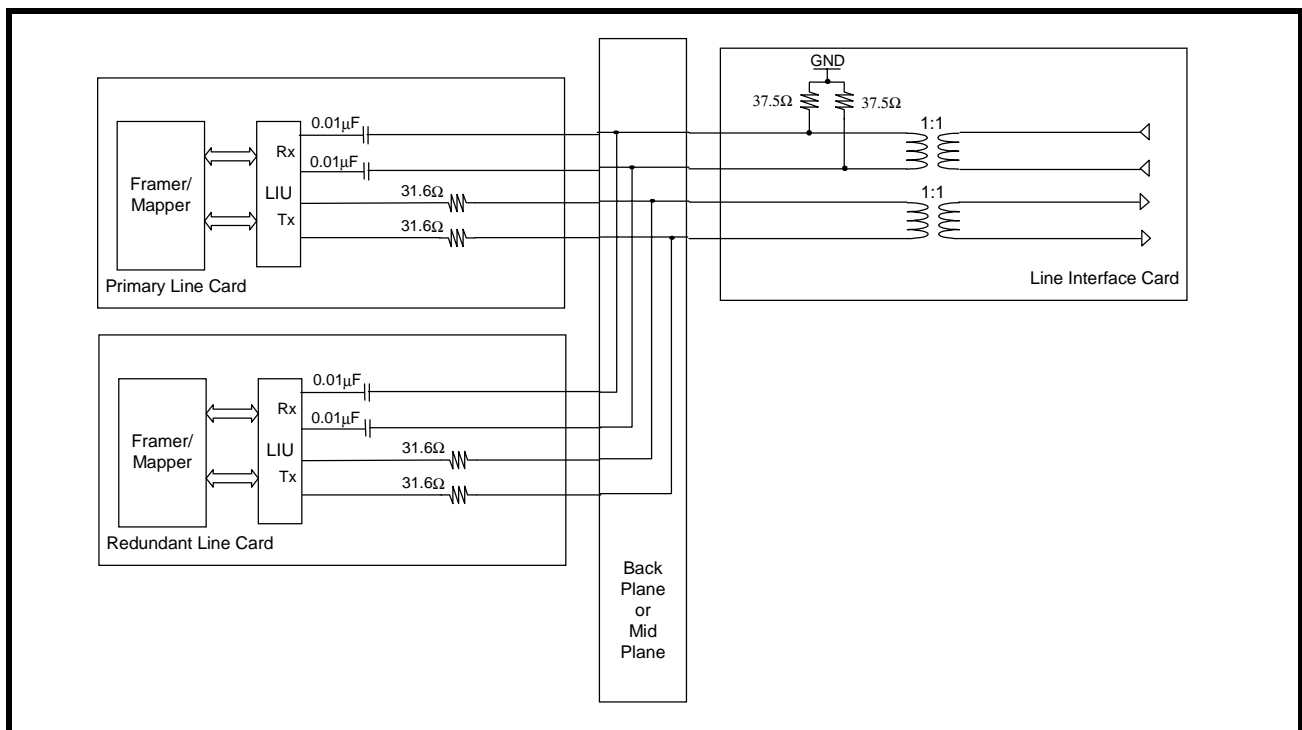 GND
37.5Ω
37.5Ω
0.01µF
1:1
Rx
0.01µF
Framer/
Mapper
LIU
31.6Ω
1:1
Tx
31.6Ω
Primary Line Card
Line Interface Card
0.01µF
Rx
0.01µF
Framer/
Mapper
LIU
31.6Ω
Tx
31.6Ω
Redundant Line Card
Back
Plane
or
Mid
Plane